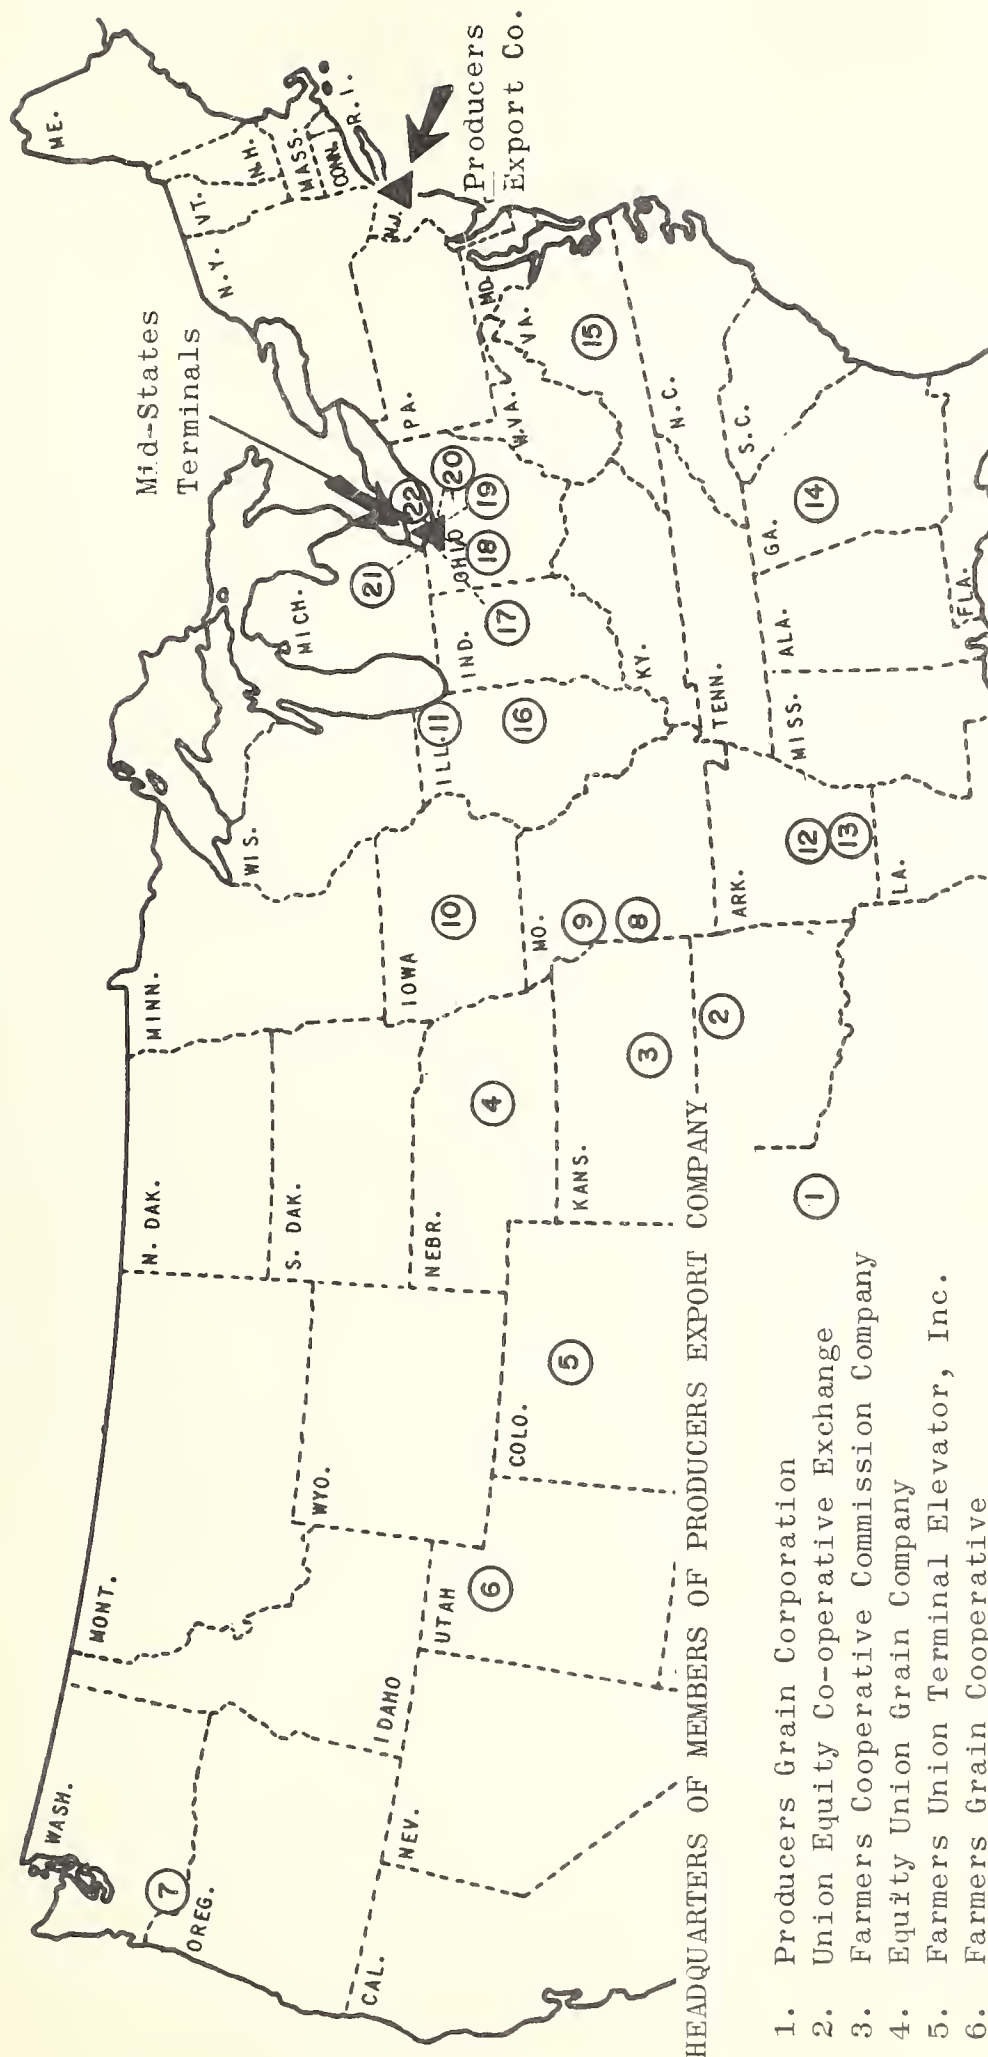 WASH.
MONT.
N. DAK.
MINN.
ME.
VT.
N.H.
N.Y.
MASS.
CONN.
R.I.
Mid-States
Terminals
Producers
Export Co.
OREG.
7
IDAHO
WYO.
S. DAK.
WIS.
MICH.
21
22
PA.
N.J.
CAL.
NEV.
UTAH
6
NEBR.
4
IOWA
10
ILL.
11
IND.
OHIO
17
18
19
20
MD.
W.VA.
VA.
15
COLO.
5
KANS.
3
MO.
9
8
16
KY.
N.C.
TENN.
S.C.
2
ARK.
12
13
MISS.
ALA.
GA.
14
1
LA.
FLA.
HEADQUARTERS OF MEMBERS OF PRODUCERS EXPORT COMPANY
1. Producers Grain Corporation
2. Union Equity Co-operative Exchange
3. Farmers Cooperative Commission Company
4. Equity Union Grain Company
5. Farmers Union Terminal Elevator, Inc.
6. Farmers Grain Cooperative